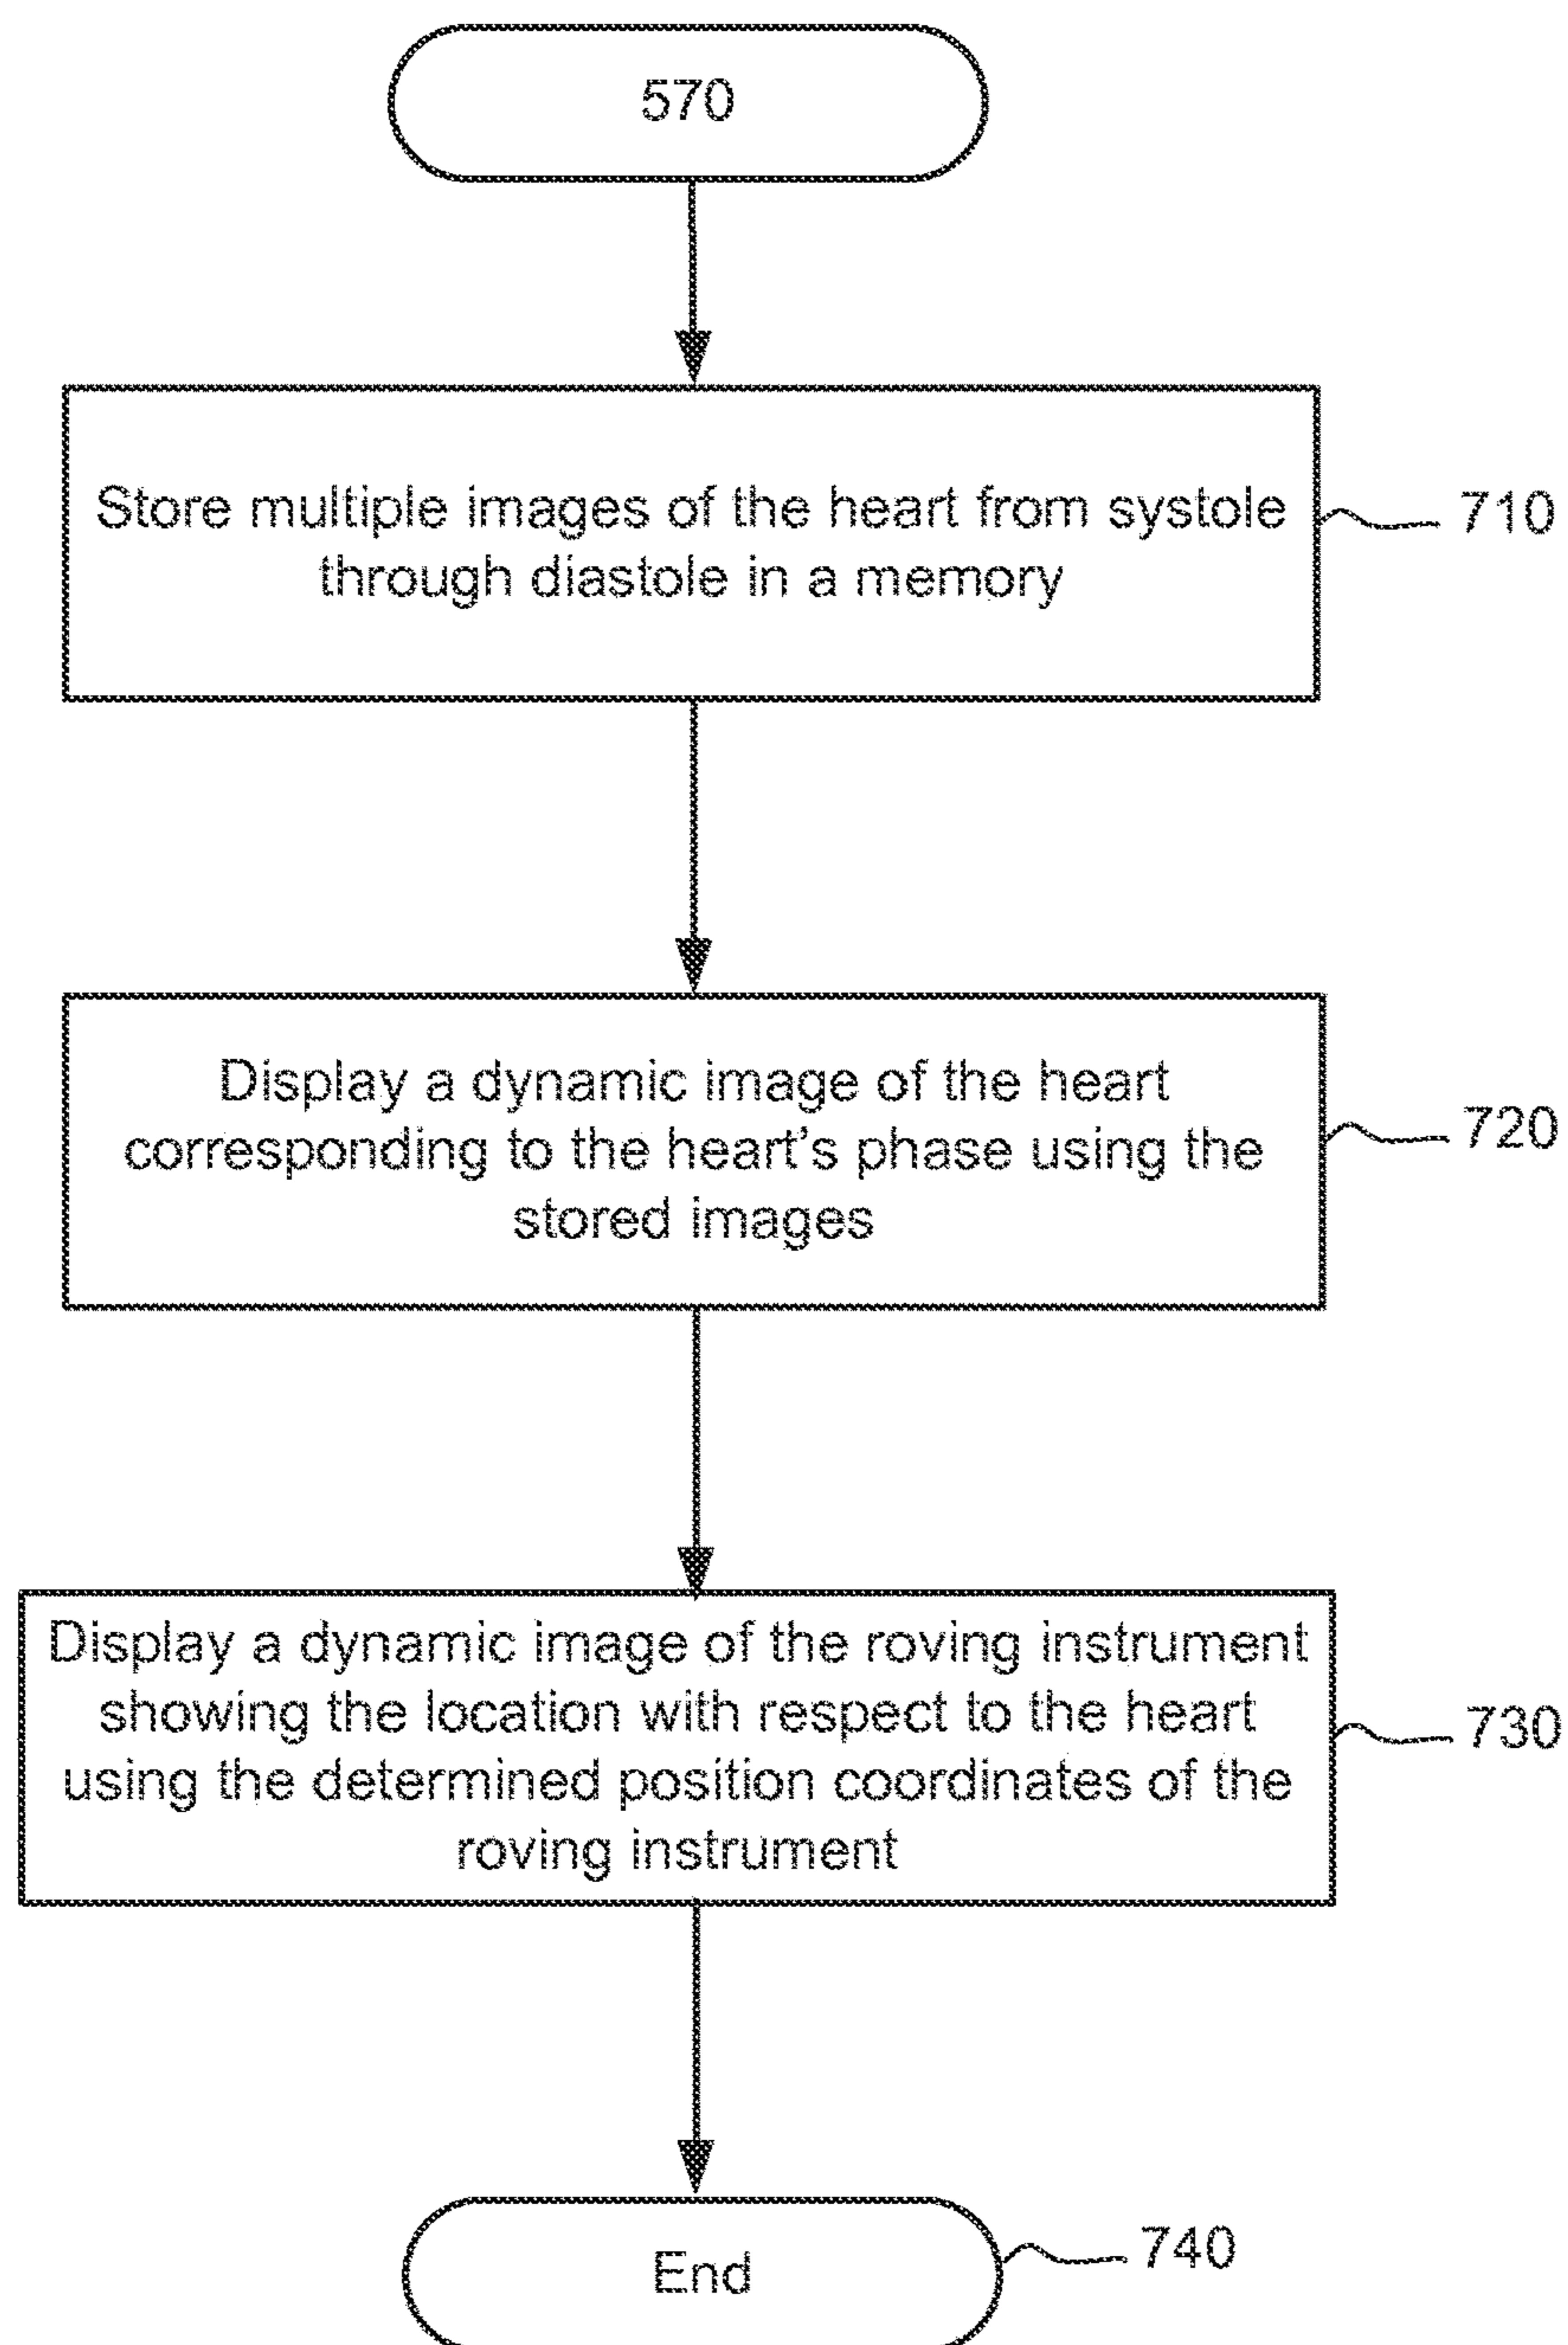 570
Store multiple images of the heart from systole
through diastole in a memory
710
Display a dynamic image of the heart
corresponding to the heart's phase using the
stored images
720
Display a dynamic image of the roving instrument
showing the location with respect to the heart
using the determined position coordinates of the
roving instrument
730
End
740